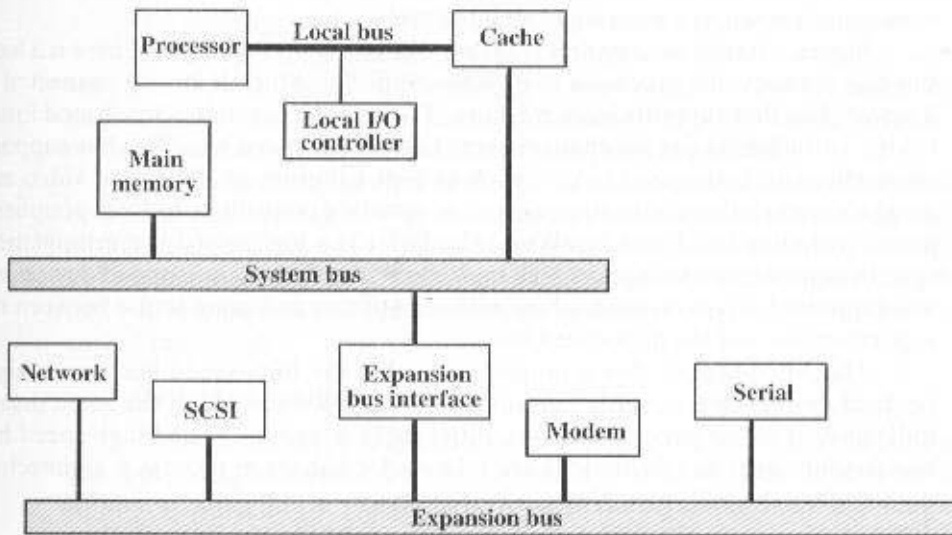 Processor
Local bus
Cache
Local I/O
controller
Main
memory
System bus
Network
SCSI
Expansion
bus interface
Modem
Serial
Expansion bus